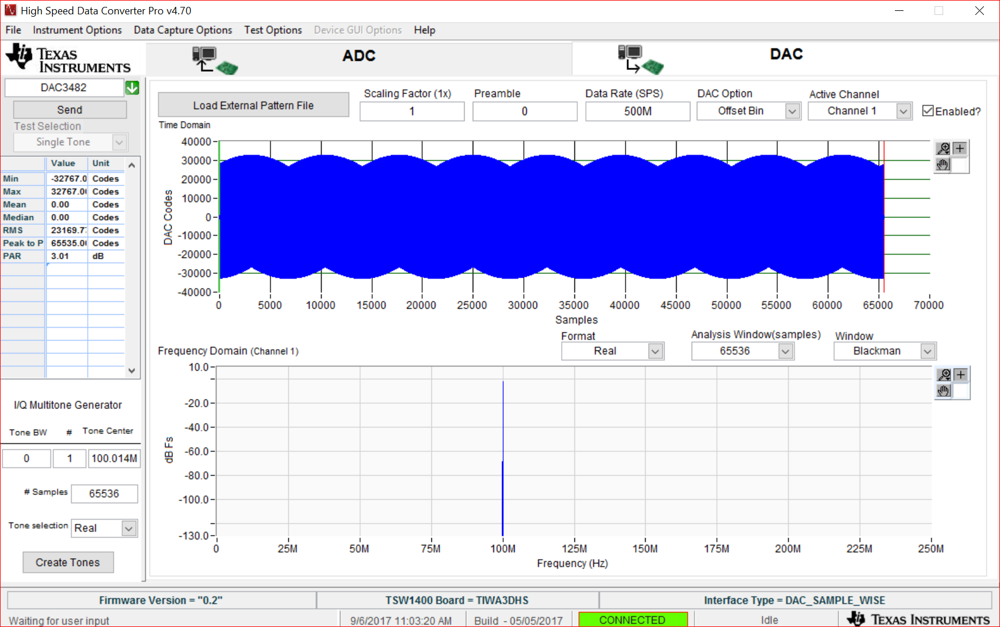 High Speed Data Converter Pro v4.70
File Instrument Options Data Capture Options Test Options Device GUI Options Help
TEXAS INSTRUMENTS
ADC
DAC
DAC3482
Send
Test Selection
Single Tone
Value Unit
Min -32767.0 Codes
Max 32767.0 Codes
Mean 0.00 Codes
Median 0.00 Codes
RMS 23169.7 Codes
Peak to P 65535.0 Codes
PAR 3.01 dB
I/Q Multitone Generator
Tone BW # Tone Center
0 1 100.014M
# Samples 65536
Tone selection Real
Create Tones
Load External Pattern File
Scaling Factor (1x) Preamble Data Rate (SPS) DAC Option Active Channel
1 0 500M Offset Bin Channel 1 Enabled?
Time Domain
40000
30000
20000
10000
0
-10000
-20000
-30000
-40000
DAC Codes
0 5000 10000 15000 20000 25000 30000 35000 40000 45000 50000 55000 60000 65000 70000
Samples
Format Analysis Window(samples) Window
Real 65536 Blackman
Frequency Domain (Channel 1)
10.0
-20.0
-40.0
-60.0
-80.0
-100.0
-130.0
dB Fs
0 25M 50M 75M 100M 125M 150M 175M 200M 225M 250M
Frequency (Hz)
Firmware Version = "0.2" TSW1400 Board = TIWA3DHS Interface Type = DAC_SAMPLE_WISE
Waiting for user input 9/6/2017 11:03:20 AM Build - 05/05/2017 CONNECTED Idle TEXAS INSTRUMENTS